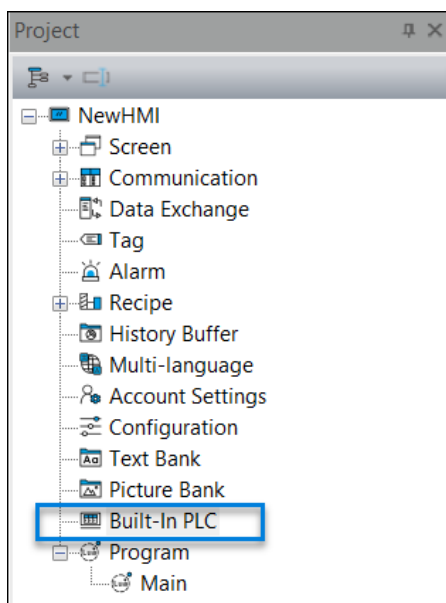 Project
NewHMI
Screen
Communication
Data Exchange
Tag
Alarm
Recipe
History Buffer
Multi-language
Account Settings
Configuration
Text Bank
Picture Bank
Built-In PLC
Program
Main